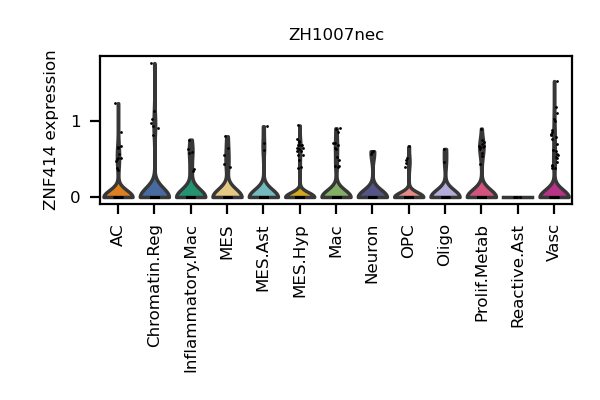 ZH1007nec
ZNF414 expression
1
0
AC
Chromatin.Reg
Inflammatory.Mac
MES
MES.Ast
MES.Hyp
Mac
Neuron
OPC
Oligo
Prolif.Metab
Reactive.Ast
Vasc